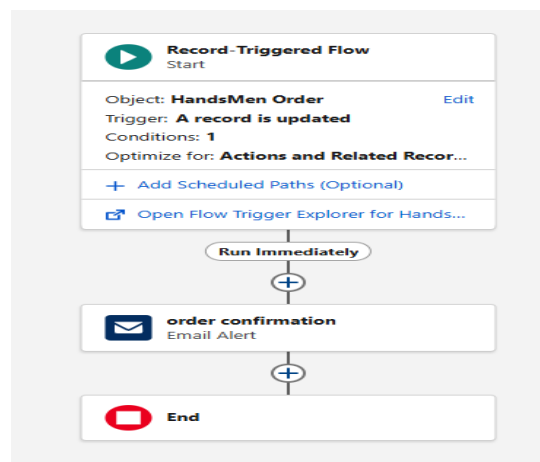 Record-Triggered Flow
Start
Object: HandsMen Order Edit
Trigger: A record is updated
Conditions: 1
Optimize for: Actions and Related Recor...
Add Scheduled Paths (Optional)
Open Flow Trigger Explorer for Hands...
Run Immediately
order confirmation
Email Alert
End